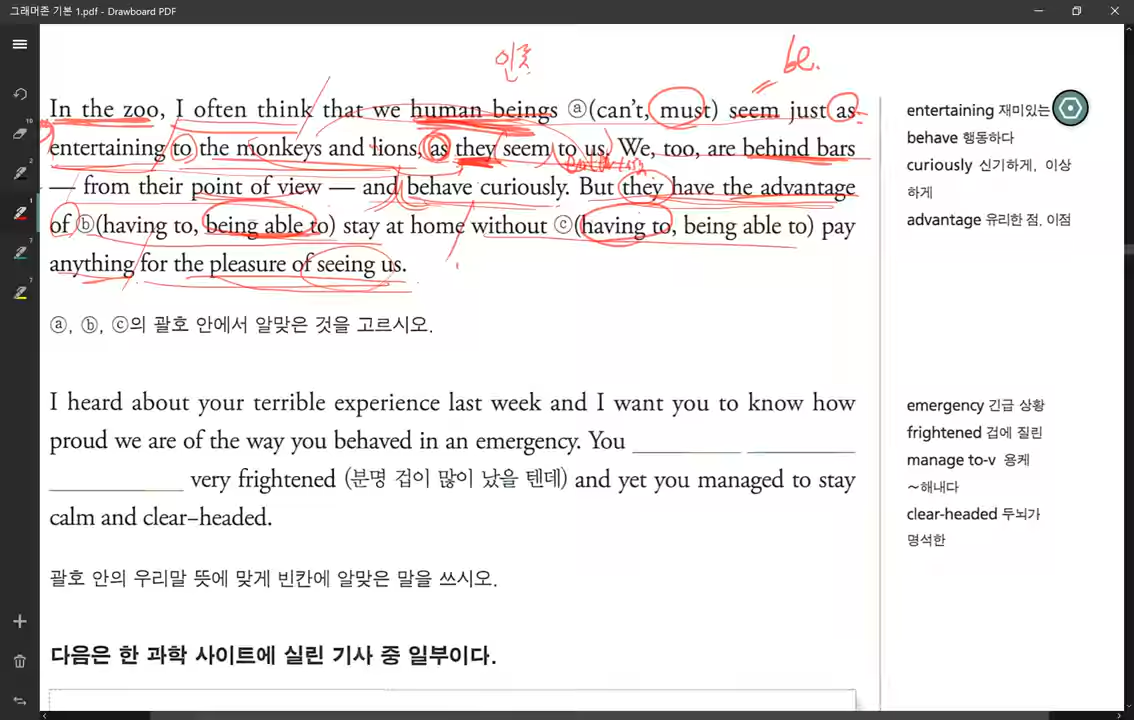 그래머존 기본 1.pdf - Drawboard PDF
be.
In the zoo, I often think that we human beings ⓐ(can't, must) seem just as
entertaining to the monkeys and lions, as they seem to us. We, too, are behind bars
— from their point of view — and behave curiously. But they have the advantage
of ⓑ(having to, being able to) stay at home without ⓒ(having to, being able to) pay
anything for the pleasure of seeing us.
ⓐ, ⓑ, ⓒ의 괄호 안에서 알맞은 것을 고르시오.
I heard about your terrible experience last week and I want you to know how
proud we are of the way you behaved in an emergency. You
very frightened (분명 겁이 많이 났을 텐데) and yet you managed to stay
calm and clear-headed.
괄호 안의 우리말 뜻에 맞게 빈칸에 알맞은 말을 쓰시오.
다음은 한 과학 사이트에 실린 기사 중 일부이다.
entertaining 재미있는
behave 행동하다
curiously 신기하게, 이상
하게
advantage 유리한 점, 이점
emergency 긴급 상황
frightened 겁에 질린
manage to-v 용케
~해내다
clear-headed 두뇌가
명석한